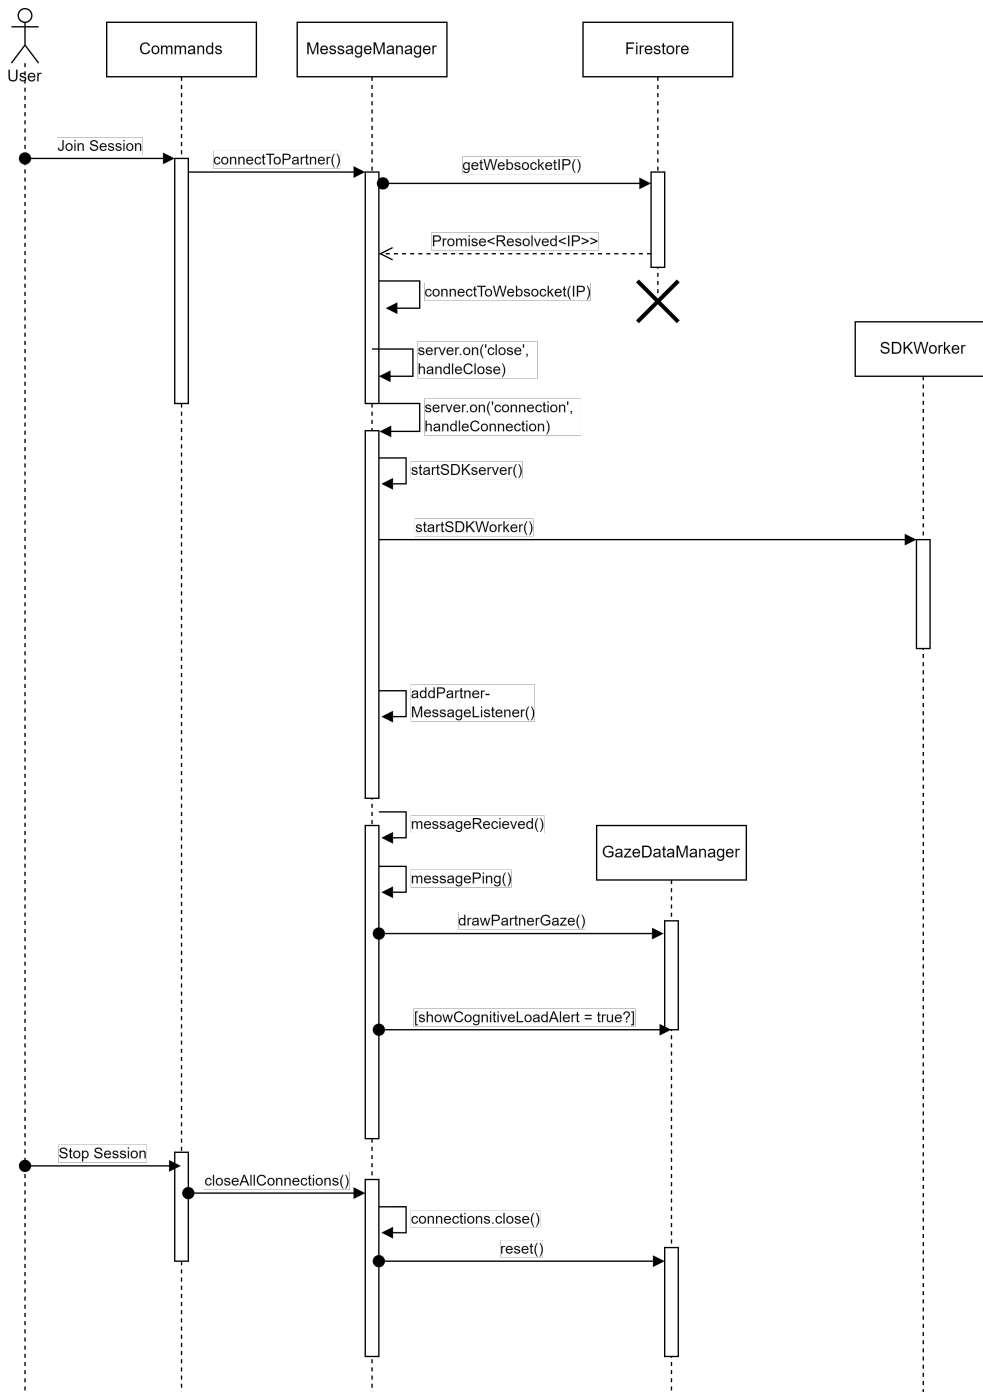 User
Commands
MessageManager
Firestore
Join Session
connectToPartner()
getWebsocketIP()
Promise<Resolved<IP>>
connectToWebsocket(IP)
SDKWorker
server.on('close',
handleClose)
server.on('connection',
handleConnection)
startSDKserver()
startSDKWorker()
addPartner-
MessageListener()
messageRecieved()
GazeDataManager
messagePing()
drawPartnerGaze()
[showCognitiveLoadAlert = true?]
Stop Session
closeAllConnections()
connections.close()
reset()